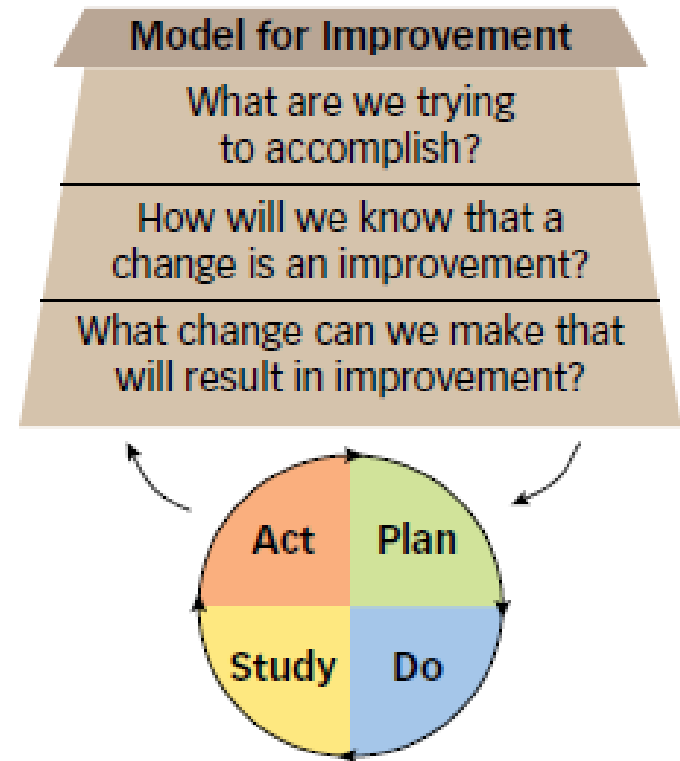 Model for Improvement
What are we trying
to accomplish?
How will we know that a
change is an improvement?
What change can we make that
will result in improvement?
Act
Plan
Study
Do